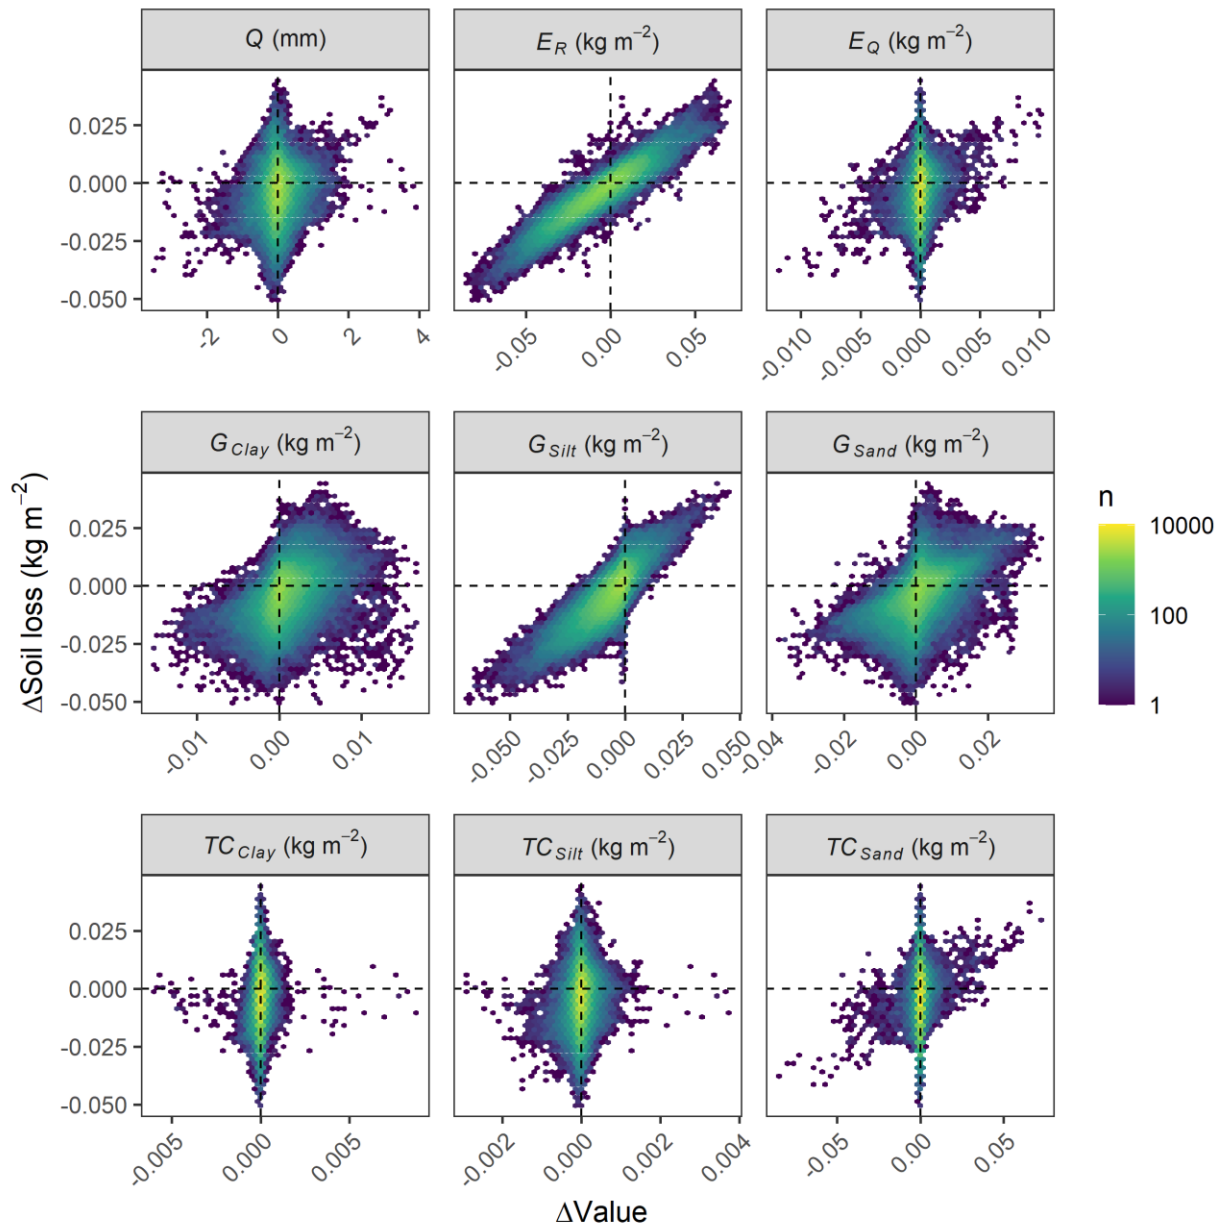 Q (mm)
E_R (kg m⁻²)
E_Q (kg m⁻²)
0.025
0.000
-0.025
-0.050
-2 0 2 4
-0.05 0.00 0.05
-0.010 -0.005 0.000 0.005 0.010
G_Clay (kg m⁻²)
G_Silt (kg m⁻²)
G_Sand (kg m⁻²)
ΔSoil loss (kg m⁻²)
0.025
0.000
-0.025
-0.050
-0.01 0.00 0.01
-0.050 -0.025 0.000 0.025 0.050
-0.04 -0.02 0.00 0.02
n
10000
100
1
TC_Clay (kg m⁻²)
TC_Silt (kg m⁻²)
TC_Sand (kg m⁻²)
0.025
0.000
-0.025
-0.050
-0.005 0.000 0.005
-0.002 0.000 0.002 0.004
-0.05 0.00 0.05
ΔValue